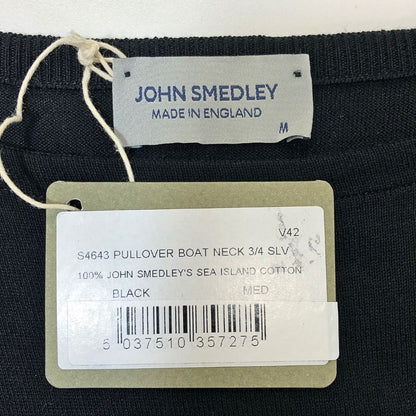 JOHN SMEDLEY
MADE IN ENGLAND
M
V42
S4643 PULLOVER BOAT NECK 3/4 SLV
100% JOHN SMEDLEY'S SEA ISLAND COTTON
BLACK MED
5 037510 357275